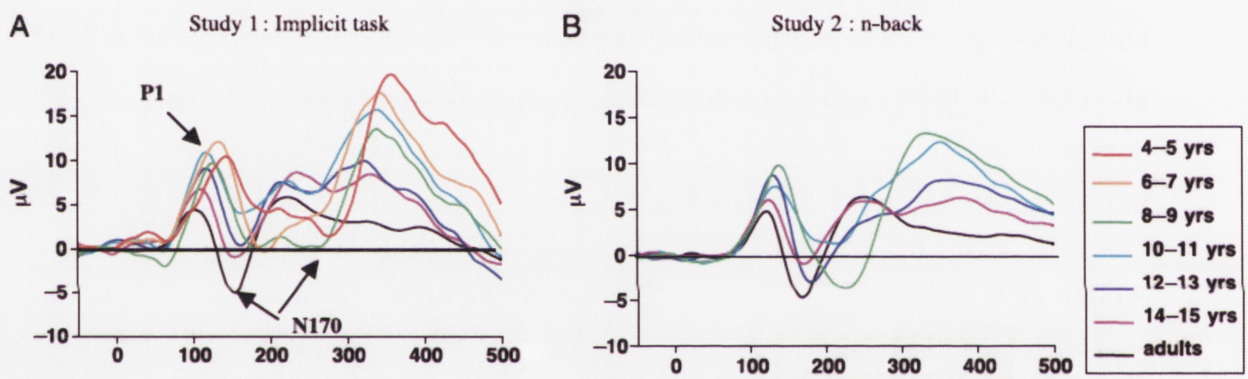 A
Study 1 : Implicit task
P1
N170
μV
20
15
10
5
0
−5
−10
0
100
200
300
400
500
B
Study 2 : n-back
μV
20
15
10
5
0
−5
−10
0
100
200
300
400
500
4–5 yrs
6–7 yrs
8–9 yrs
10–11 yrs
12–13 yrs
14–15 yrs
adults